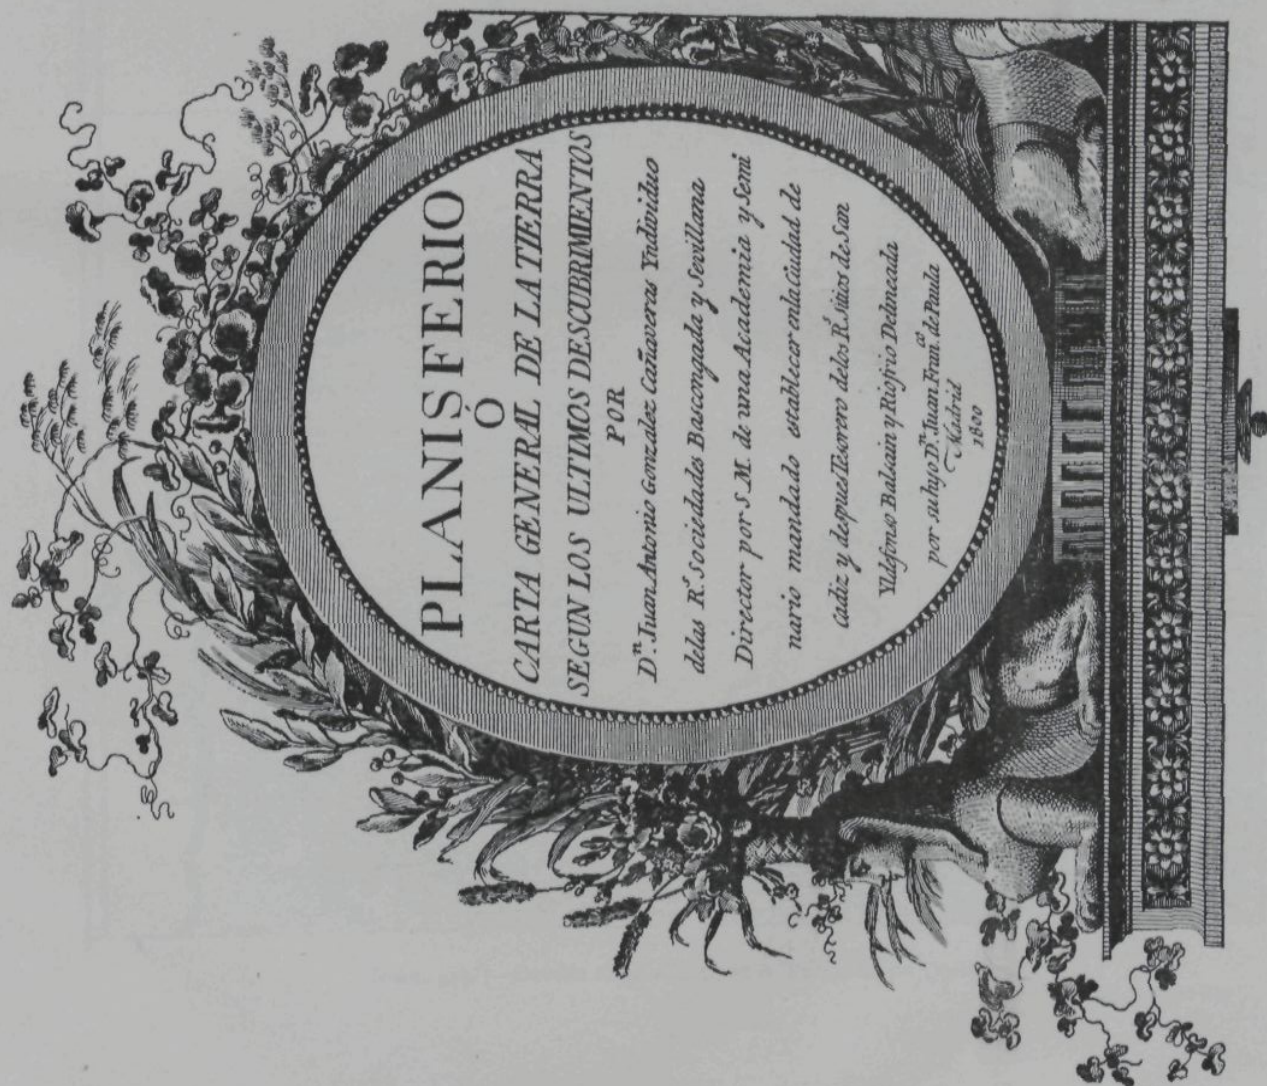 PLANISFERIO
Ó
CARTA GENERAL DE LA TIERRA
SEGUN LOS ULTIMOS DESCUBRIMIENTOS
POR
Dⁿ. Juan Antonio Gonzalez Cañaveras Yndividuo
delas Rˢ. Sociedades Bascongada y Sevillana
Director por S. M. de una Academia y Semi
nario mandado establecer enla Ciudad de
cadiz y despues Tesorero delos Rˢ. sitios de San
Yldefonso Balsain y Riofrio Delineada
por su hijo Dⁿ. Juan Franᶜᵒ. de Paula
Madrid
1800